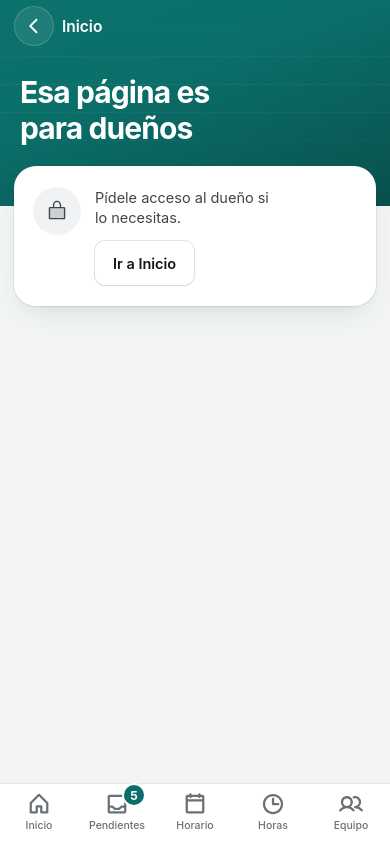 Inicio
Esa página es
para dueños
Pídele acceso al dueño si
lo necesitas.
Ir a Inicio
5
Inicio
Pendientes
Horario
Horas
Equipo